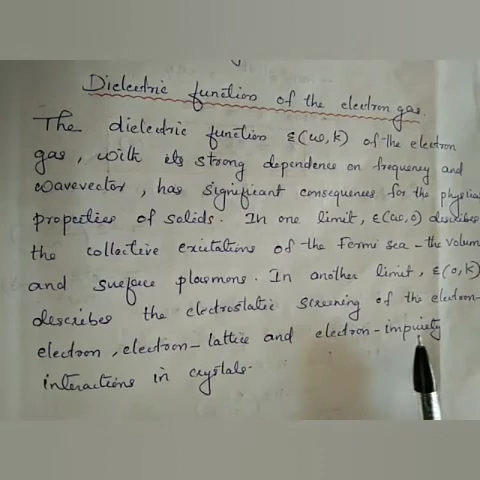 Dielectric function of the electron gas.
The dielectric function ε(ω,k) of the electron
gas, with its strong dependence on frequency and
wavevector, has significant consequences for the physical
properties of solids. In one limit, ε(ω,0) describes
the collective excitations of the Fermi sea - the volum
and surface plasmons. In another limit, ε(0,k)
describes the electrostatic screening of the electron-
electron, electron-lattice and electron-impurity
interactions in crystals.